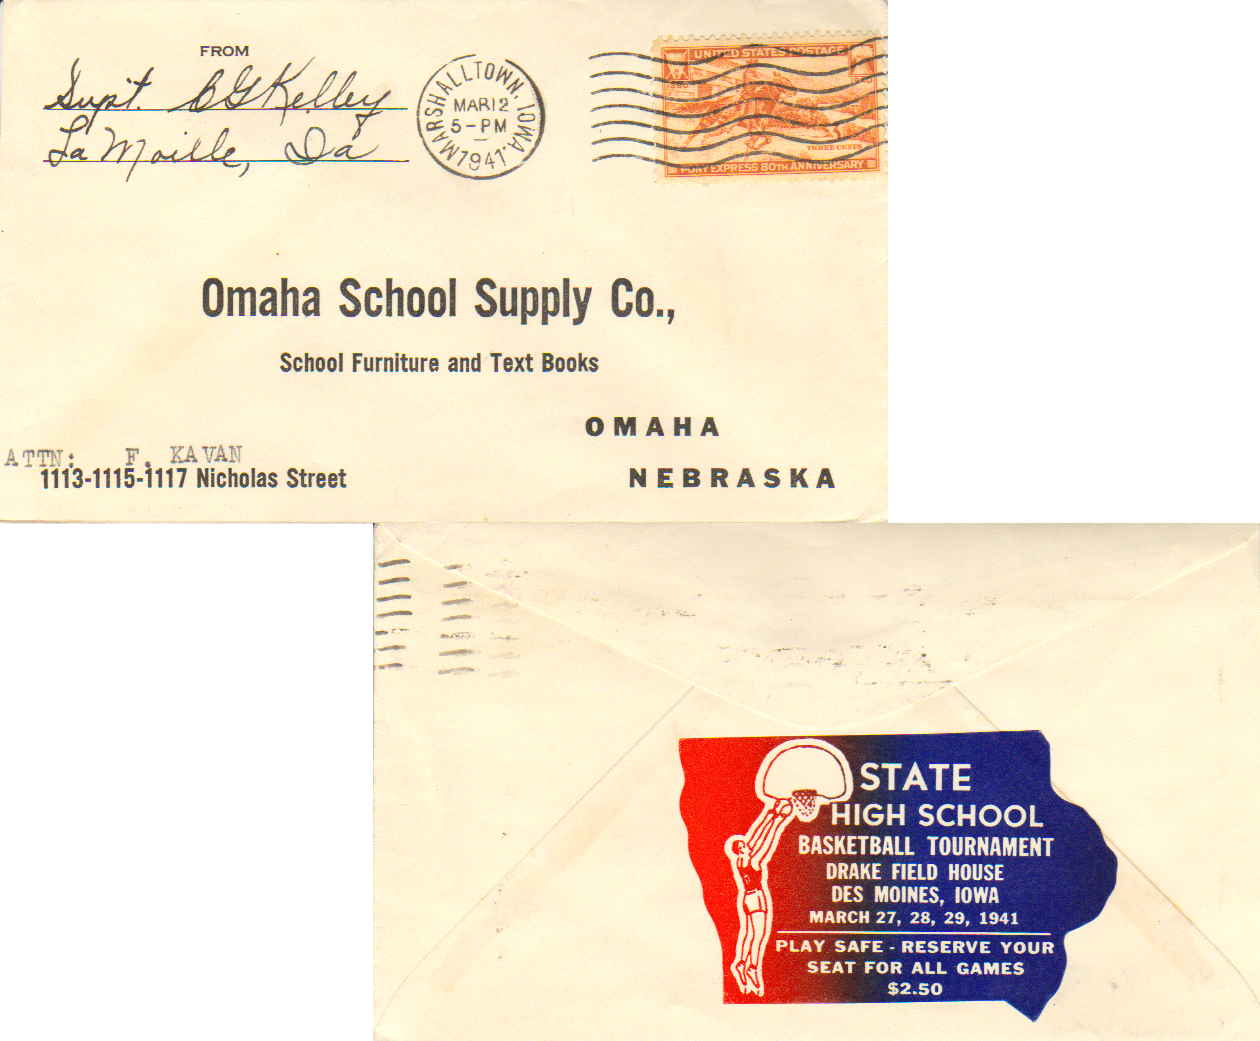 FROM
Supt. C G Kelley
La Moille, Ia
MARSHALLTOWN, IOWA
MAR 12
5-PM
1941
UNITED STATES POSTAGE
THREE CENTS
PONY EXPRESS 80TH ANNIVERSARY
Omaha School Supply Co.,
School Furniture and Text Books
OMAHA
NEBRASKA
ATTN: F. KAVAN
1113-1115-1117 Nicholas Street
STATE
HIGH SCHOOL
BASKETBALL TOURNAMENT
DRAKE FIELD HOUSE
DES MOINES, IOWA
MARCH 27, 28, 29, 1941
PLAY SAFE - RESERVE YOUR
SEAT FOR ALL GAMES
$2.50